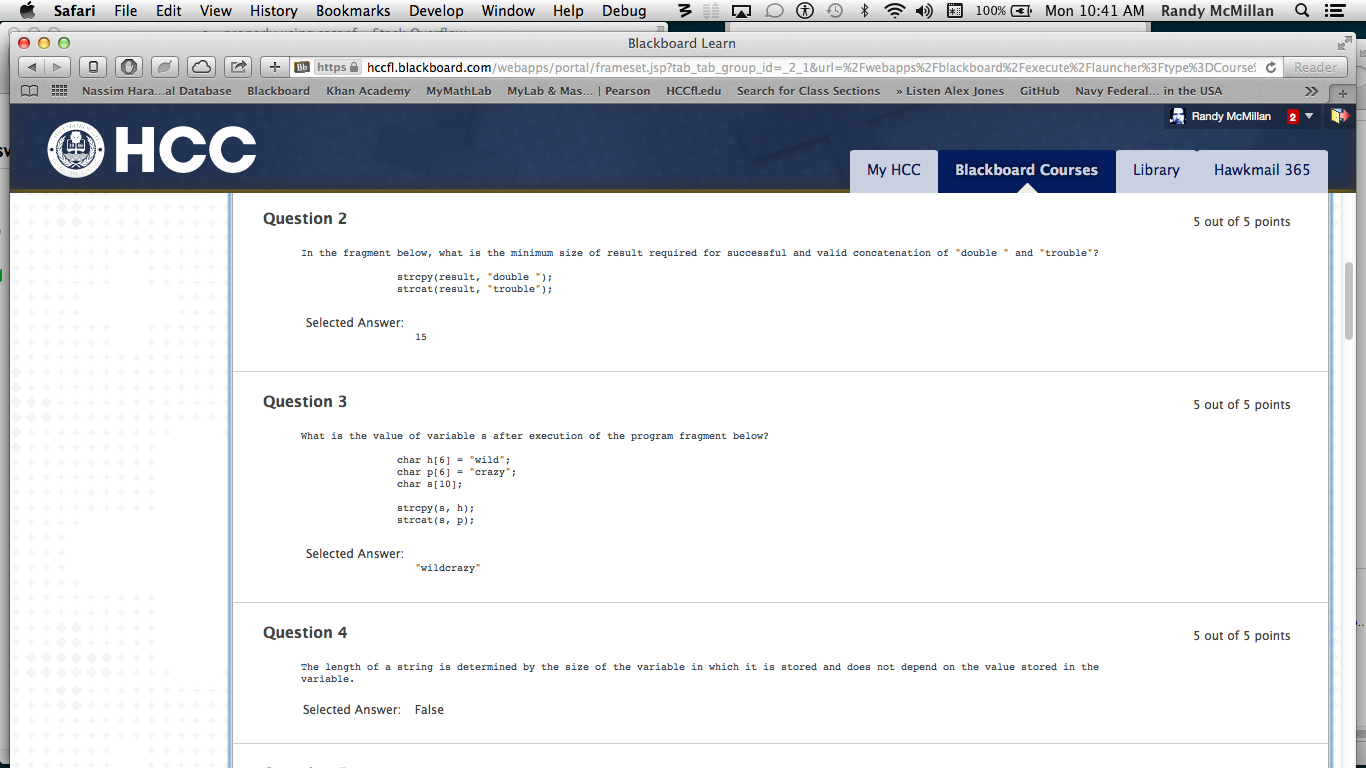 Safari File Edit View History Bookmarks Develop Window Help Debug 100% Mon 10:41 AM Randy McMillan
Blackboard Learn
+ Bb https hccfl.blackboard.com/webapps/portal/frameset.jsp?tab_tab_group_id=_2_1&url=%2Fwebapps%2Fblackboard%2Fexecute%2Flauncher%3Ftype%3DCourse Reader
Nassim Hara...al Database Blackboard Khan Academy MyMathLab MyLab & Mas... | Pearson HCCfl.edu Search for Class Sections » Listen Alex Jones GitHub Navy Federal... in the USA
Randy McMillan 2
HCC
My HCC Blackboard Courses Library Hawkmail 365
Question 2
5 out of 5 points
In the fragment below, what is the minimum size of result required for successful and valid concatenation of "double " and "trouble"?
strcpy(result, "double ");
strcat(result, "trouble");
Selected Answer:
15
Question 3
5 out of 5 points
What is the value of variable s after execution of the program fragment below?
char h[6] = "wild";
char p[6] = "crazy";
char s[10];
strcpy(s, h);
strcat(s, p);
Selected Answer:
"wildcrazy"
Question 4
5 out of 5 points
The length of a string is determined by the size of the variable in which it is stored and does not depend on the value stored in the
variable.
Selected Answer: False